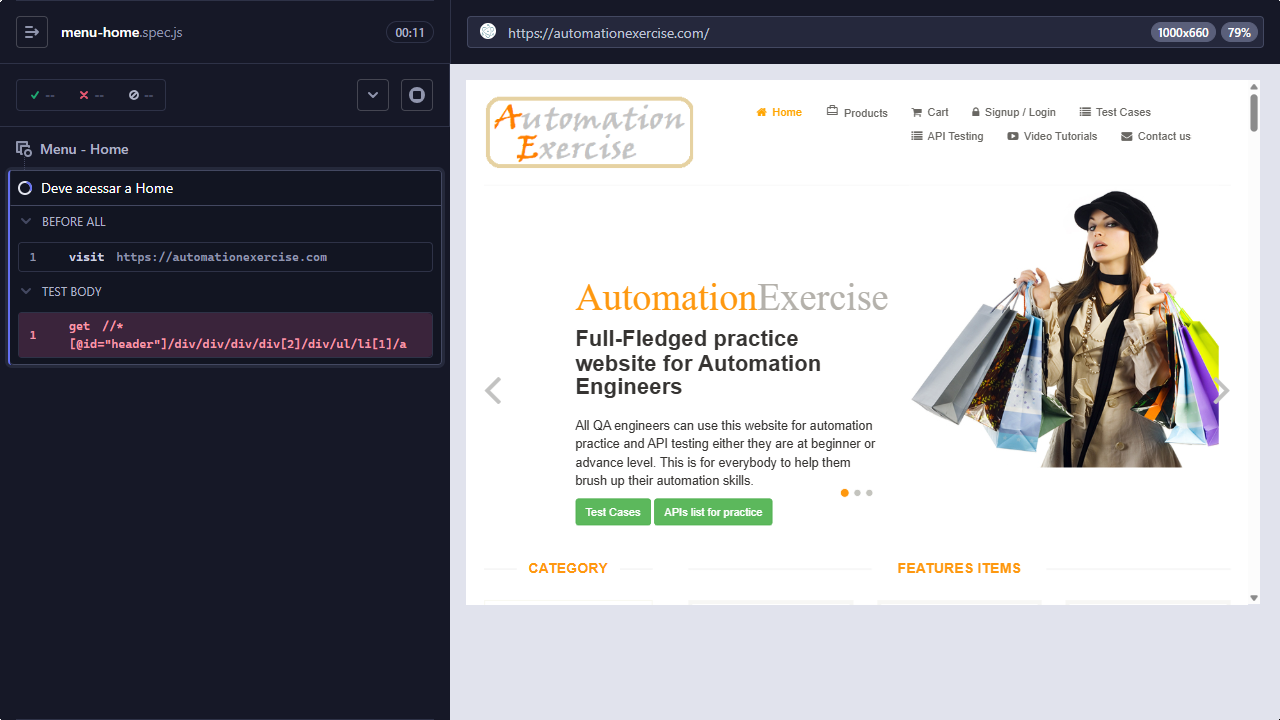 menu-home.spec.js
00:11
https://automationexercise.com/
1000x660
79%
--
--
--
Menu - Home
Deve acessar a Home
BEFORE ALL
1 visit https://automationexercise.com
TEST BODY
1 get //*
[@id="header"]/div/div/div/div[2]/div/ul/li[1]/a
Automation
Exercise
Home Products Cart Signup / Login Test Cases
API Testing Video Tutorials Contact us
AutomationExercise
Full-Fledged practice
website for Automation
Engineers
All QA engineers can use this website for automation
practice and API testing either they are at beginner or
advance level. This is for everybody to help them
brush up their automation skills.
Test Cases APIs list for practice
CATEGORY
FEATURES ITEMS